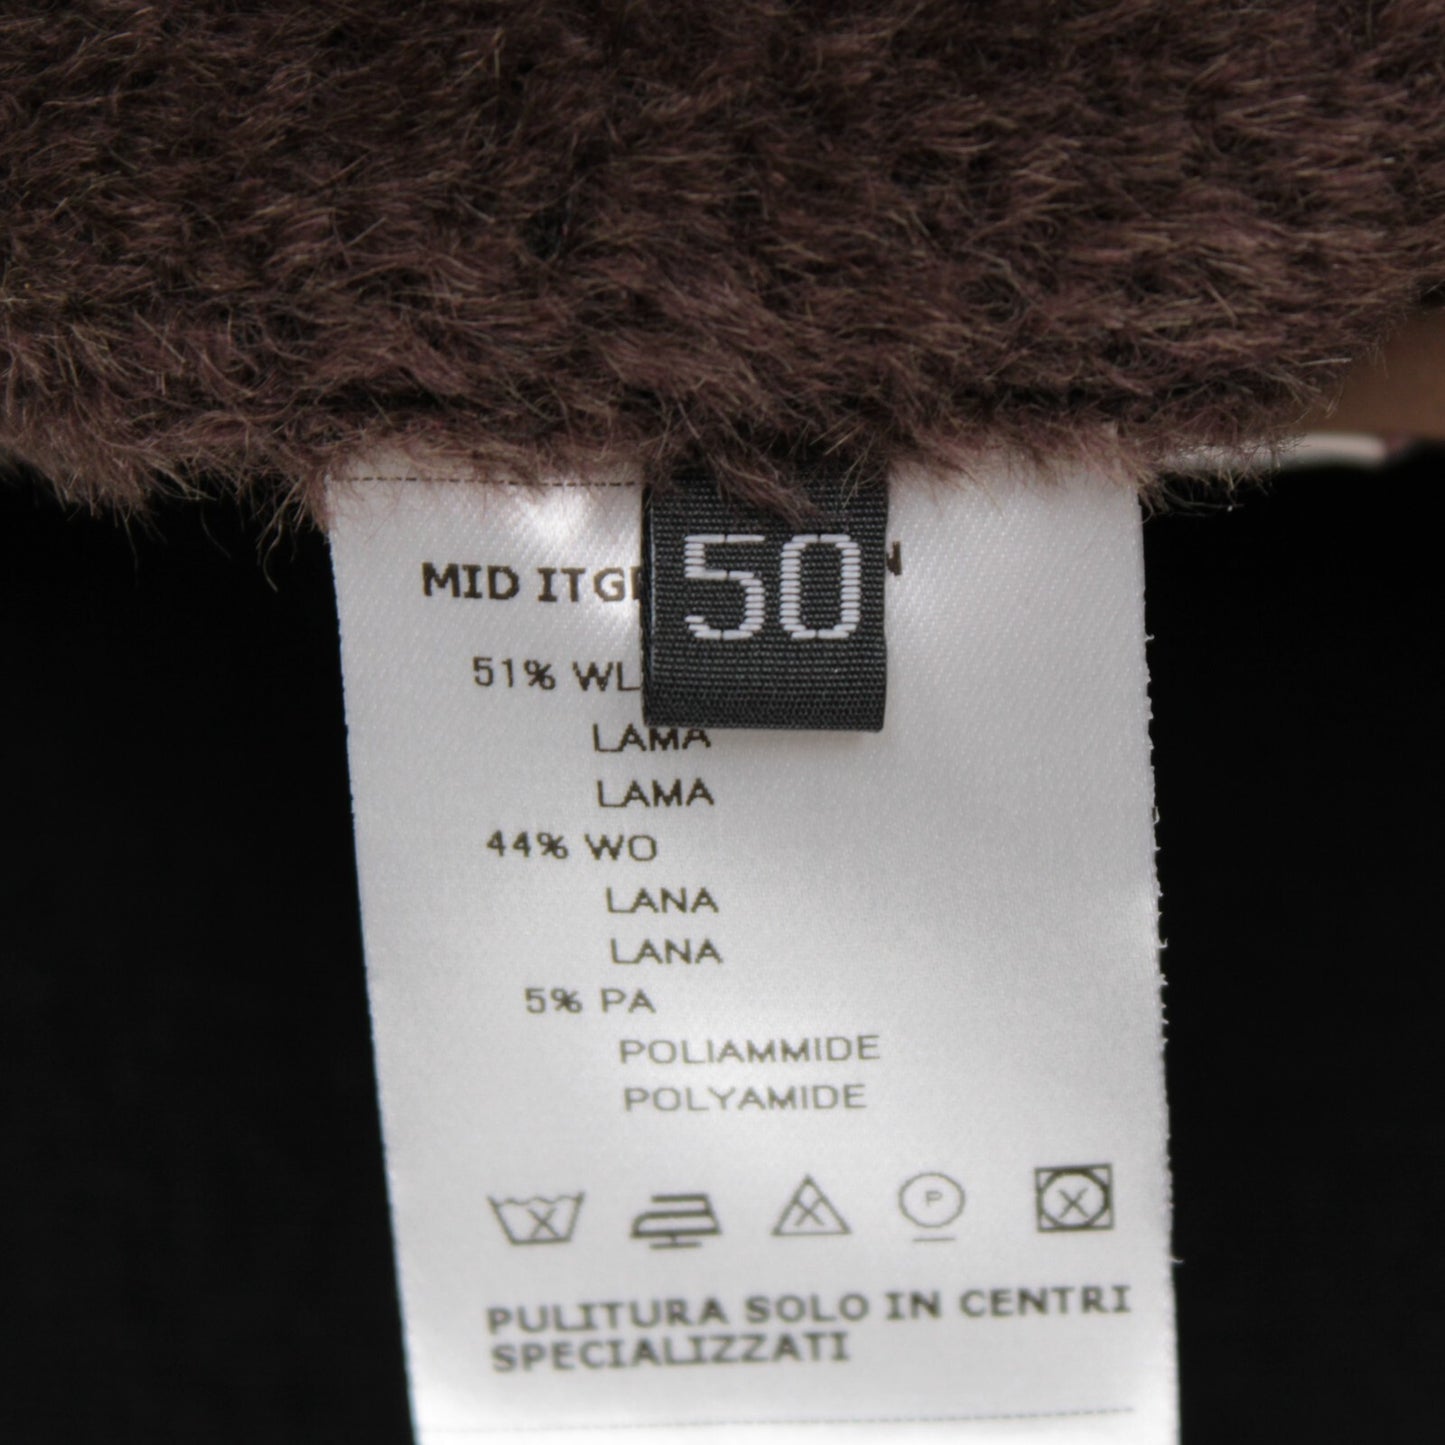 50
MID
51% WL
LAMA
LAMA
44% WO
LANA
LANA
5% PA
POLIAMMIDE
POLYAMIDE
P
PULITURA SOLO IN CENTRI
SPECIALIZZATI